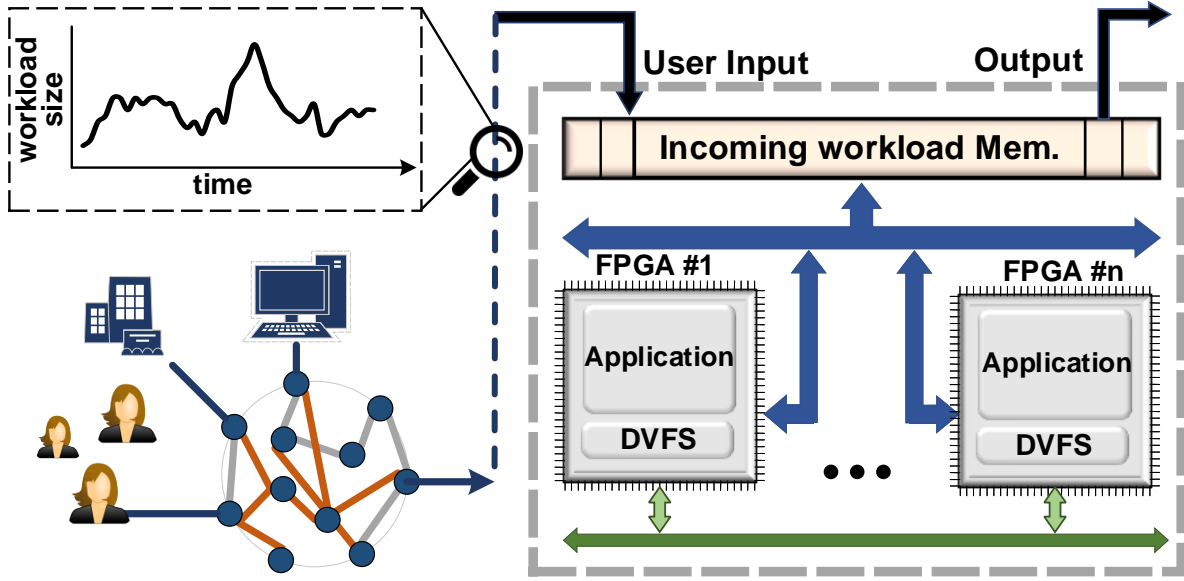 workload
size
time
User Input
Output
Incoming workload Mem.
FPGA #1
Application
DVFS
...
FPGA #n
Application
DVFS